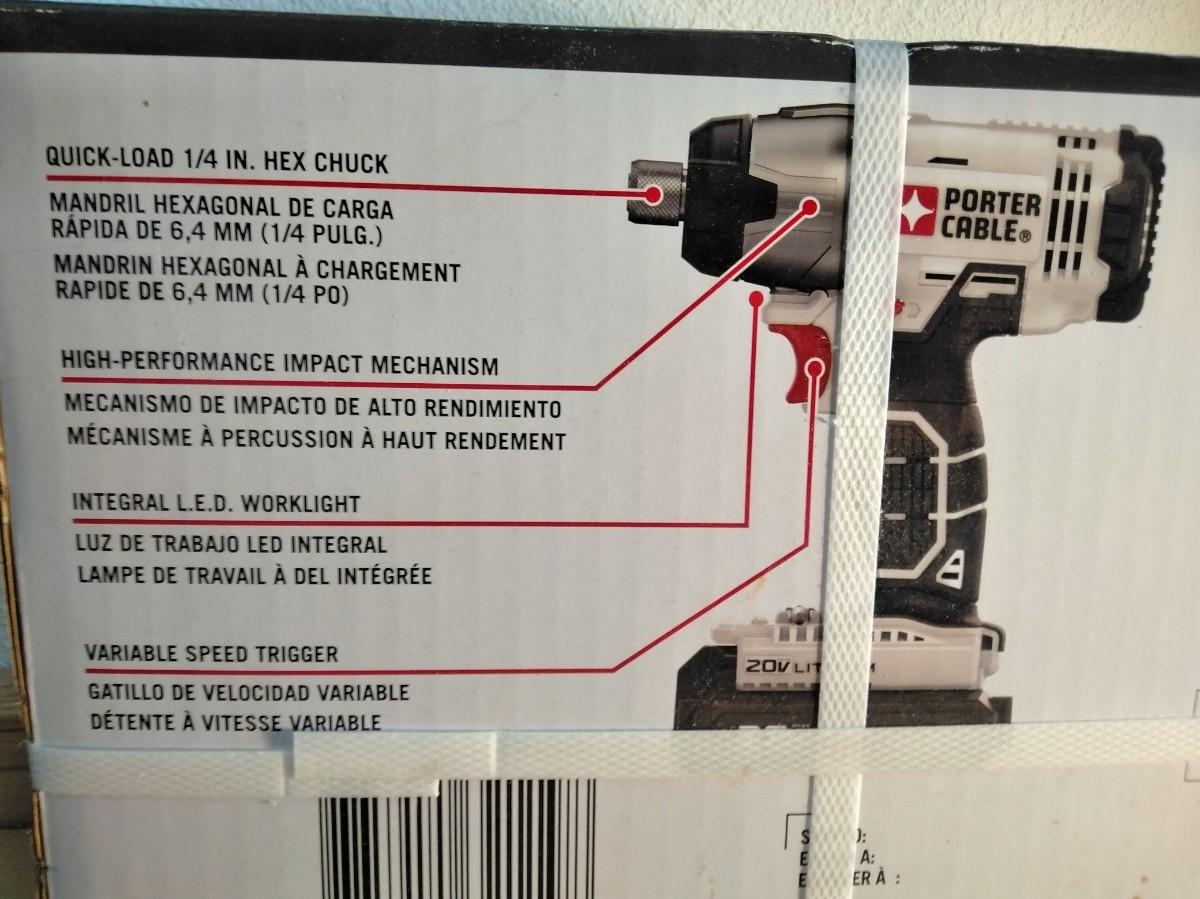 QUICK-LOAD 1/4 IN. HEX CHUCK
MANDRIL HEXAGONAL DE CARGA
RÁPIDA DE 6,4 MM (1/4 PULG.)
MANDRIN HEXAGONAL À CHARGEMENT
RAPIDE DE 6,4 MM (1/4 PO)
PORTER
CABLE®
HIGH-PERFORMANCE IMPACT MECHANISM
MECANISMO DE IMPACTO DE ALTO RENDIMIENTO
MÉCANISME À PERCUSSION À HAUT RENDEMENT
INTEGRAL L.E.D. WORKLIGHT
LUZ DE TRABAJO LED INTEGRAL
LAMPE DE TRAVAIL À DEL INTÉGRÉE
VARIABLE SPEED TRIGGER
GATILLO DE VELOCIDAD VARIABLE
DÉTENTE À VITESSE VARIABLE
20V
A:
À :